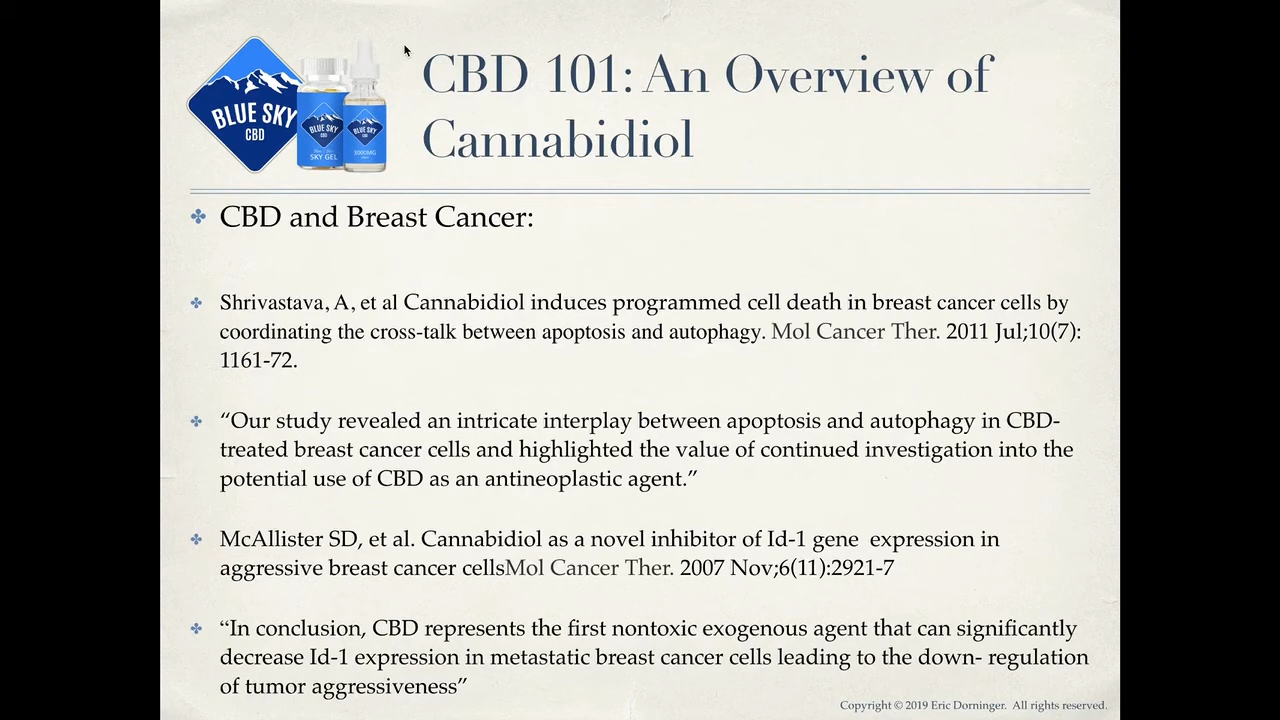 BLUE SKY
CBD
BLUE SKY
CBD
SKY GEL
BLUE SKY
CBD
3000MG
CBD 101: An Overview of
Cannabidiol
CBD and Breast Cancer:
Shrivastava, A, et al Cannabidiol induces programmed cell death in breast cancer cells by
coordinating the cross-talk between apoptosis and autophagy. Mol Cancer Ther. 2011 Jul;10(7):
1161-72.
“Our study revealed an intricate interplay between apoptosis and autophagy in CBD-
treated breast cancer cells and highlighted the value of continued investigation into the
potential use of CBD as an antineoplastic agent.”
McAllister SD, et al. Cannabidiol as a novel inhibitor of Id-1 gene  expression in
aggressive breast cancer cellsMol Cancer Ther. 2007 Nov;6(11):2921-7
“In conclusion, CBD represents the first nontoxic exogenous agent that can significantly
decrease Id-1 expression in metastatic breast cancer cells leading to the down- regulation
of tumor aggressiveness”
Copyright © 2019 Eric Dorninger.  All rights reserved.